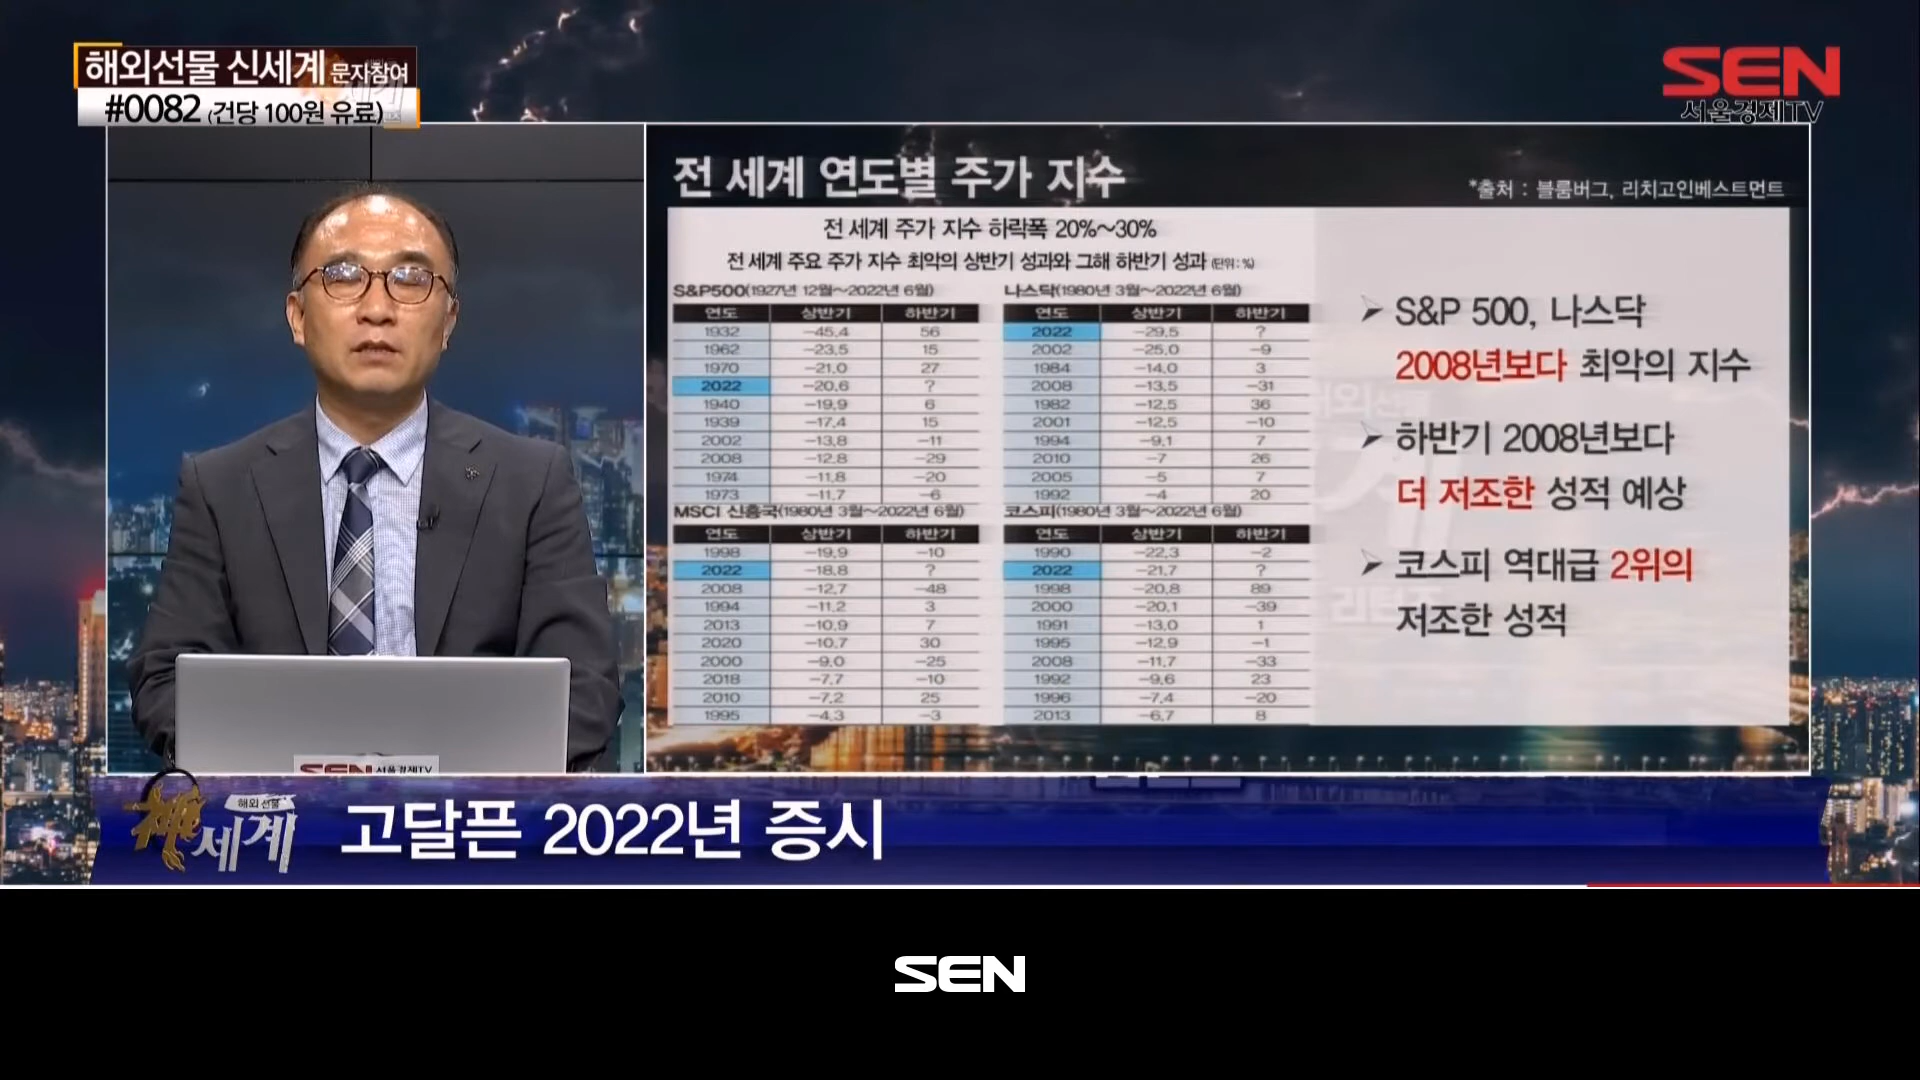 해외선물 신세계 문자참여
#0082 (건당 100원 유료)
SEN
서울경제TV
전 세계 연도별 주가 지수
*출처 : 블룸버그, 리치고인베스트먼트
전 세계 주가 지수 하락폭 20%~30%
전 세계 주요 주가 지수 최악의 상반기 성과와 그해 하반기 성과 (단위: %)
S&P500(1927년 12월~2022년 6월)
연도 상반기 하반기
1932 -45.4 56
1962 -23.5 15
1970 -21.0 27
2022 -20.6 ?
1940 -19.9 6
1939 -17.4 15
2002 -13.8 -11
2008 -12.8 -29
1974 -11.8 -20
1973 -11.7 -6
나스닥(1980년 3월~2022년 6월)
연도 상반기 하반기
2022 -29.5 ?
2002 -25.0 -9
1984 -14.0 3
2008 -13.5 -31
1982 -12.5 36
2001 -12.5 -10
1994 -9.1 7
2010 -7 26
2005 -5 7
1992 -4 20
MSCI 신흥국(1980년 3월~2022년 6월)
연도 상반기 하반기
1998 -19.9 -10
2022 -18.8 ?
2008 -12.7 -48
1994 -11.2 3
2013 -10.9 7
2020 -10.7 30
2000 -9.0 -25
2018 -7.7 -10
2010 -7.2 25
1995 -4.3 -3
코스피(1980년 3월~2022년 6월)
연도 상반기 하반기
1990 -22.3 -2
2022 -21.7 ?
1998 -20.8 89
2000 -20.1 -39
1991 -13.0 1
1995 -12.9 -1
2008 -11.7 -33
1992 -9.6 23
1996 -7.4 -20
2013 -6.7 8
➢ S&P 500, 나스닥
2008년보다 최악의 지수
➢ 하반기 2008년보다
더 저조한 성적 예상
➢ 코스피 역대급 2위의
저조한 성적
SEN 서울경제TV
해외선물
神세계
고달픈 2022년 증시
SEN